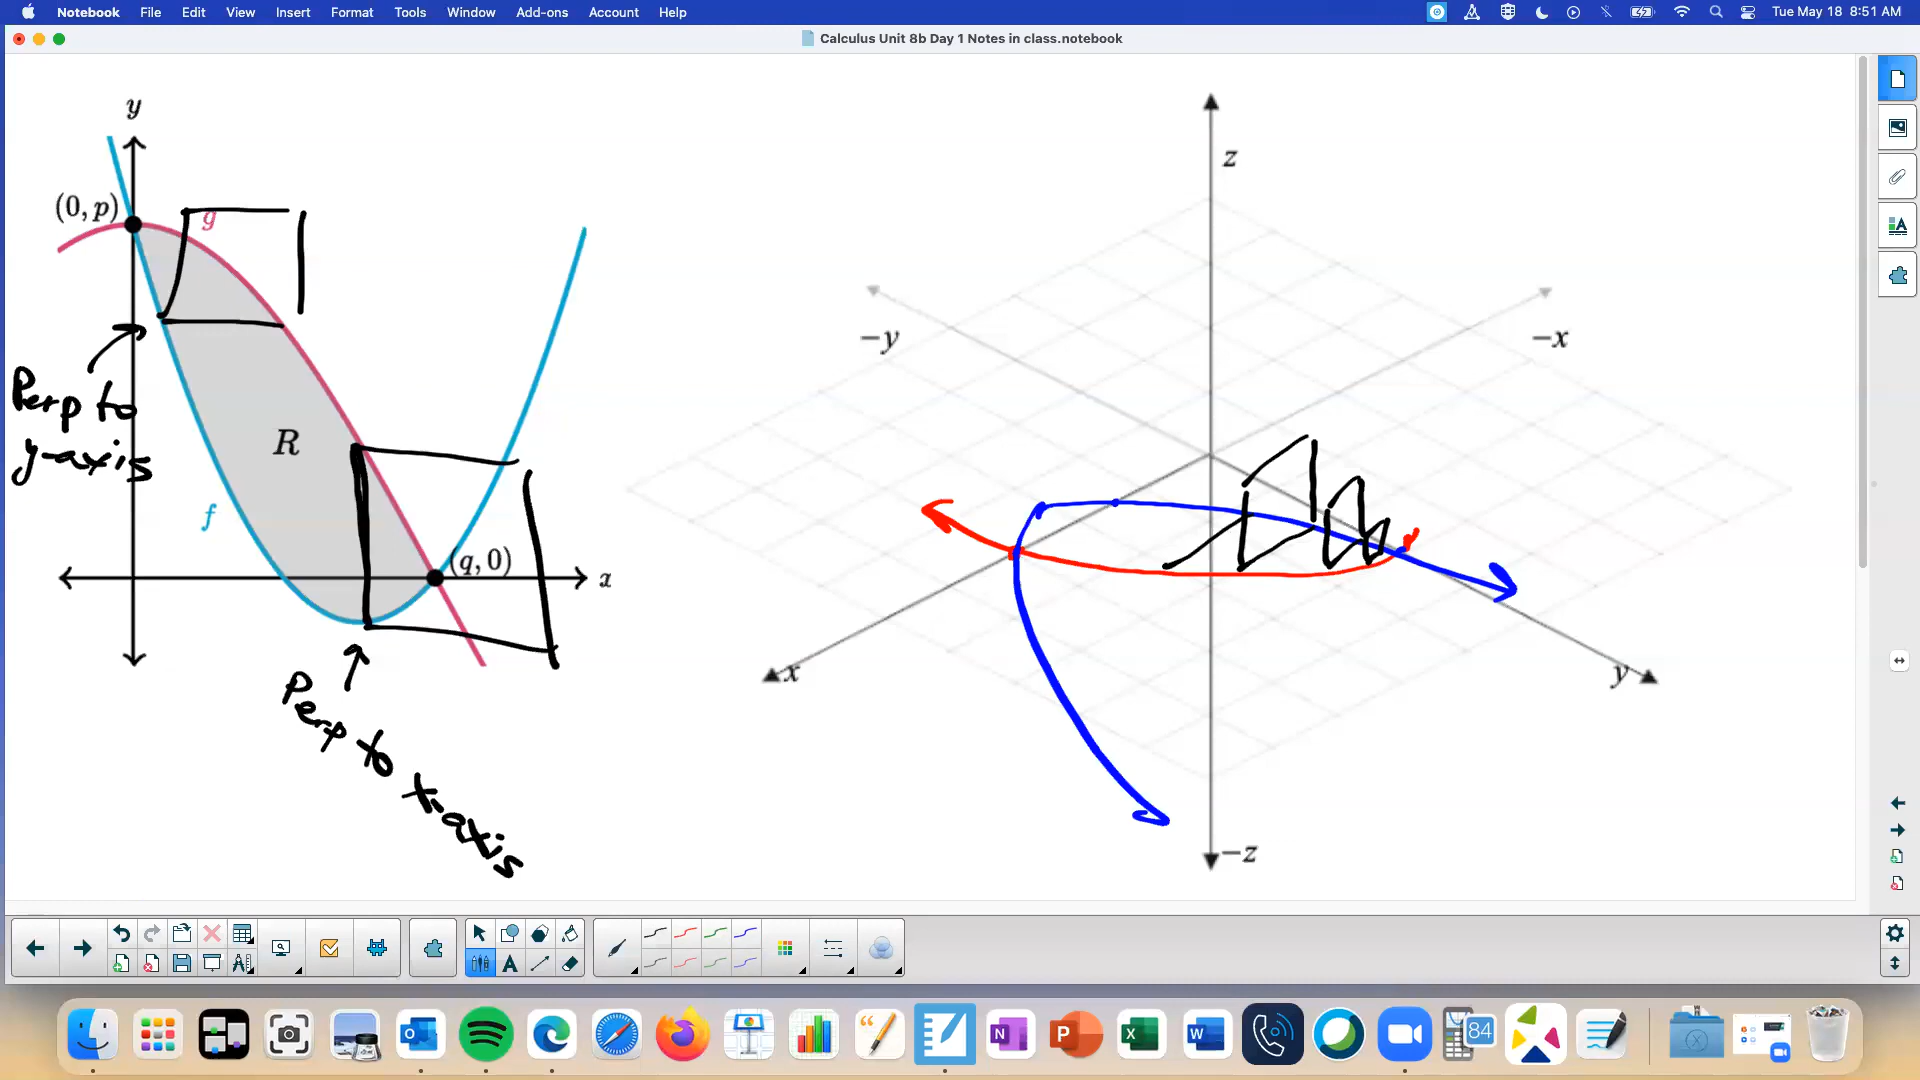 Notebook File Edit View Insert Format Tools Window Add-ons Account Help Tue May 18 8:51 AM
Calculus Unit 8b Day 1 Notes in class.notebook
y
z
(0, p)
g
−y
−x
Perp to
y-axis
R
f
(q, 0)
x
x
y
Perp to x-axis
−z
A
N
P
X
W
84
X